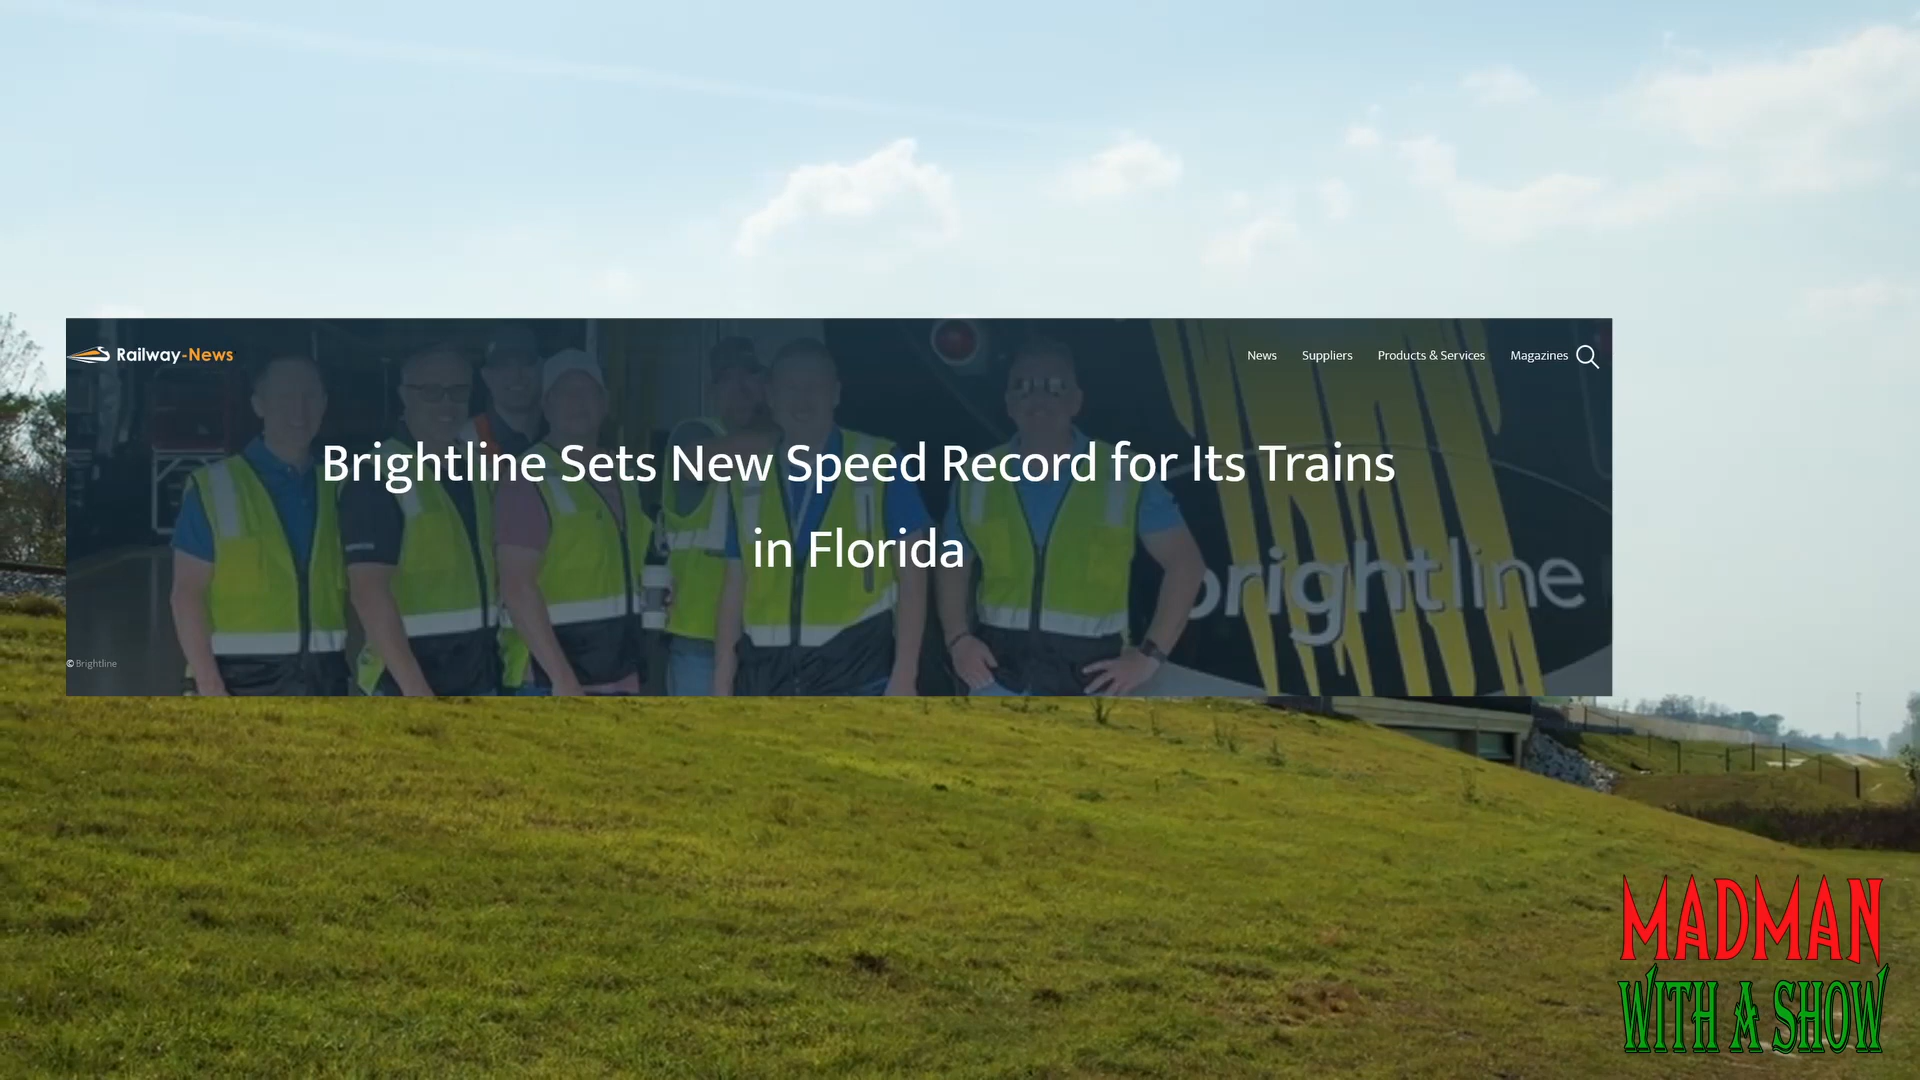 Railway-News
News Suppliers Products & Services Magazines
Brightline Sets New Speed Record for Its Trains
in Florida
brightline
© Brightline
MADMAN
WITH A SHOW